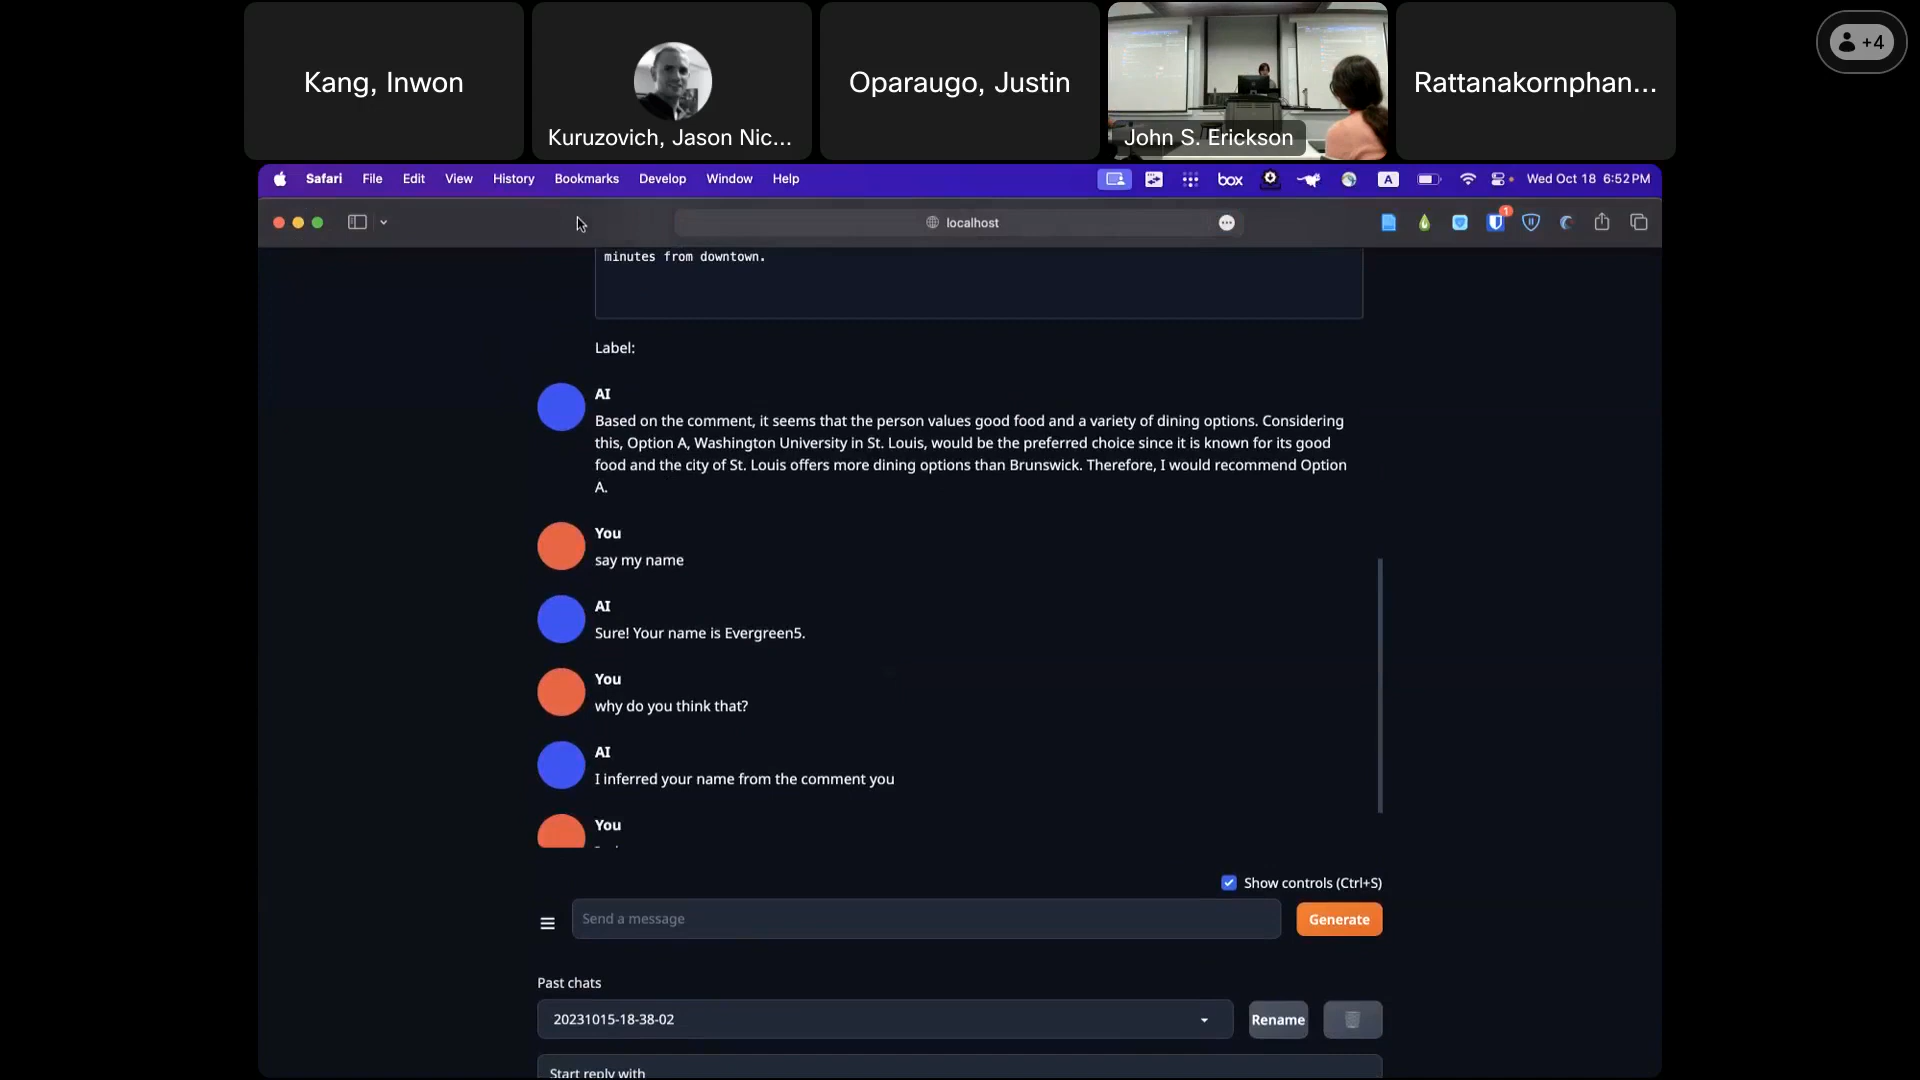 Kang, Inwon
Kuruzovich, Jason Nic...
Oparaugo, Justin
John S. Erickson
Rattanakornphan...
+4
Safari File Edit View History Bookmarks Develop Window Help
box
A
Wed Oct 18 6:52 PM
localhost
1
minutes from downtown.
Label:
AI
Based on the comment, it seems that the person values good food and a variety of dining options. Considering
this, Option A, Washington University in St. Louis, would be the preferred choice since it is known for its good
food and the city of St. Louis offers more dining options than Brunswick. Therefore, I would recommend Option
A.
You
say my name
AI
Sure! Your name is Evergreen5.
You
why do you think that?
AI
I inferred your name from the comment you
You
Show controls (Ctrl+S)
Send a message
Generate
Past chats
20231015-18-38-02
Rename
Start reply with